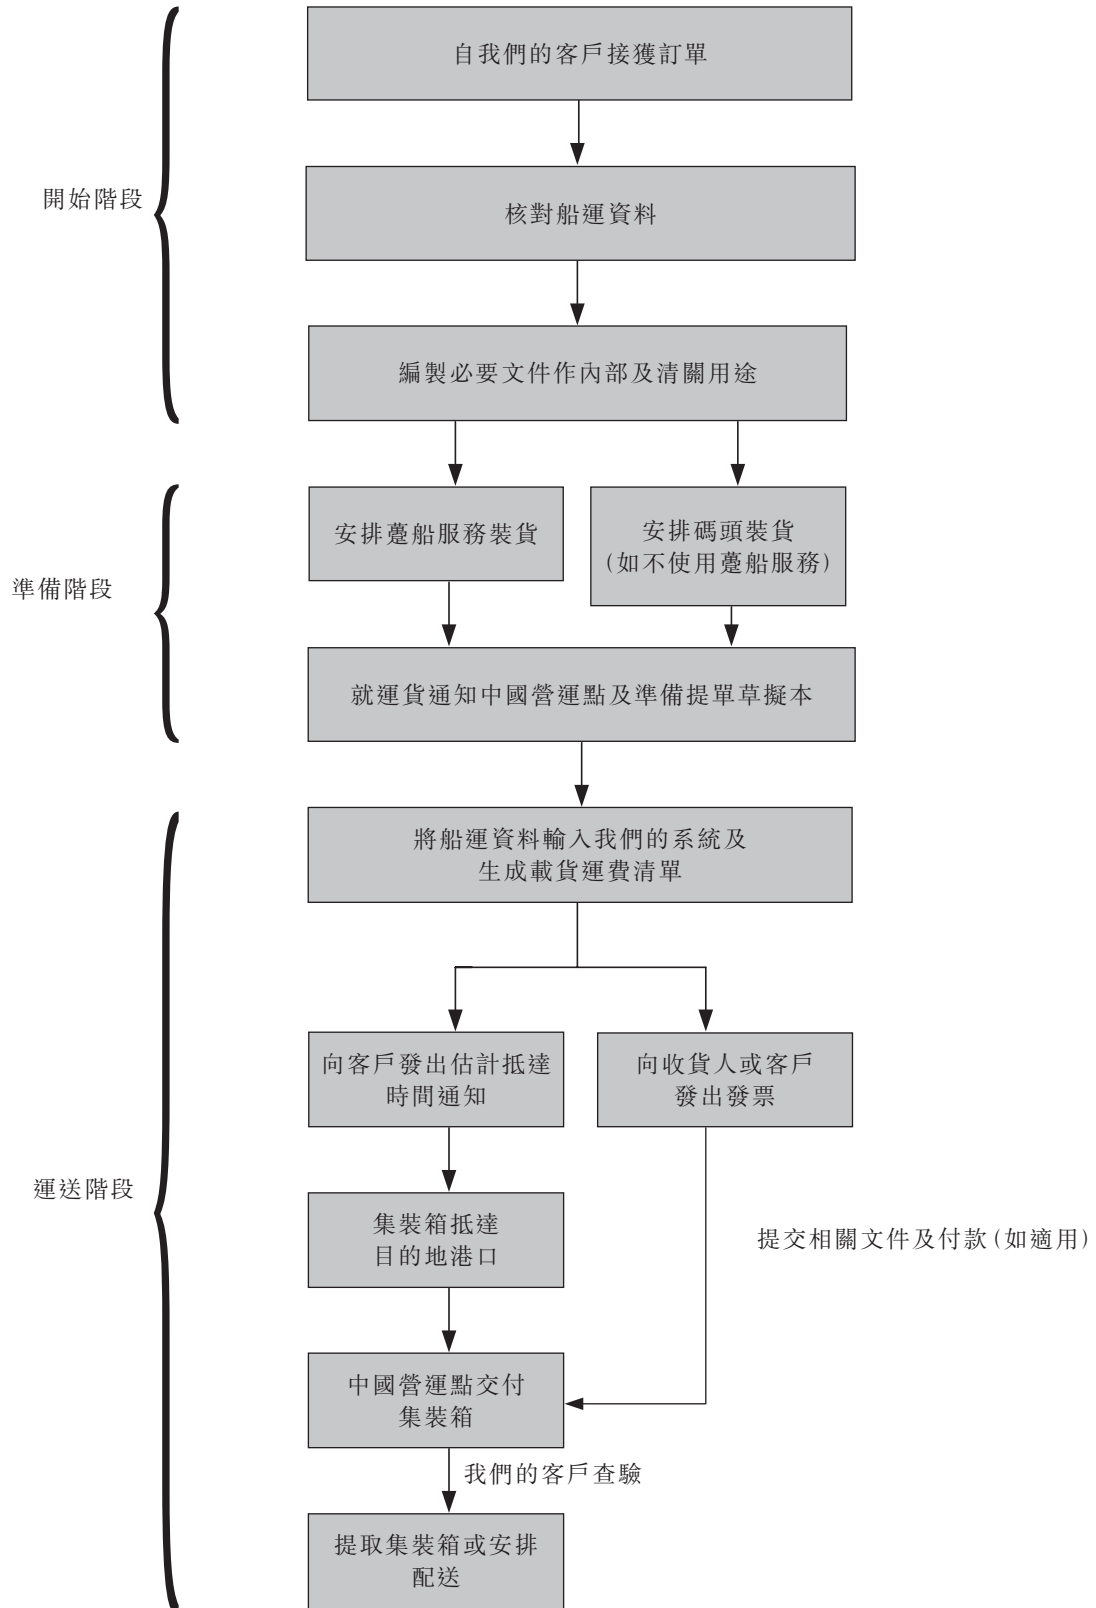 自我們的客戶接獲訂單
開始階段
核對船運資料
編製必要文件作內部及清關用途
安排躉船服務裝貨
安排碼頭裝貨
(如不使用躉船服務)
準備階段
就運貨通知中國營運點及準備提單草擬本
將船運資料輸入我們的系統及
生成載貨運費清單
向客戶發出估計抵達
時間通知
向收貨人或客戶
發出發票
運送階段
集裝箱抵達
目的地港口
提交相關文件及付款(如適用)
中國營運點交付
集裝箱
我們的客戶查驗
提取集裝箱或安排
配送